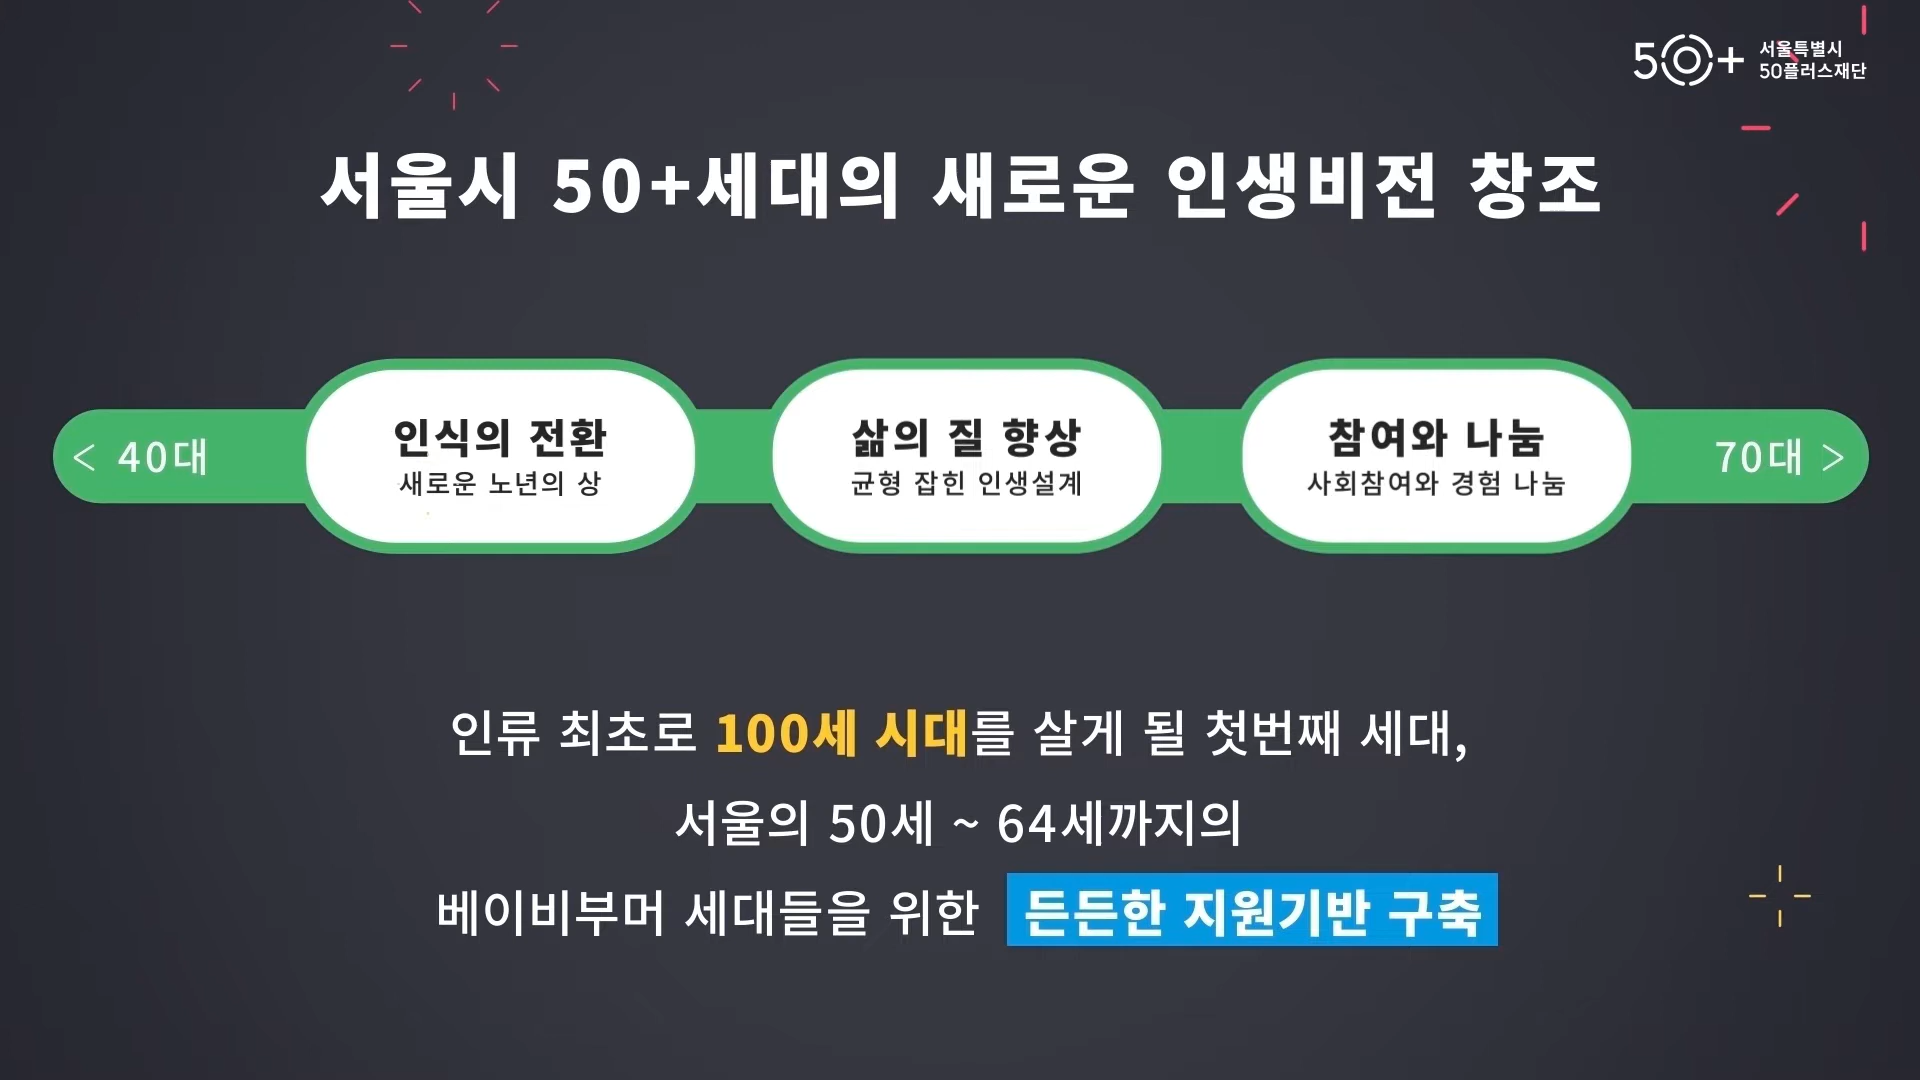 50+ 서울특별시
50플러스재단
서울시 50+세대의 새로운 인생비전 창조
< 40대
인식의 전환
새로운 노년의 상
삶의 질 향상
균형 잡힌 인생설계
참여와 나눔
사회참여와 경험 나눔
70대 >
인류 최초로 100세 시대를 살게 될 첫번째 세대,
서울의 50세 ~ 64세까지의
베이비부머 세대들을 위한 든든한 지원기반 구축